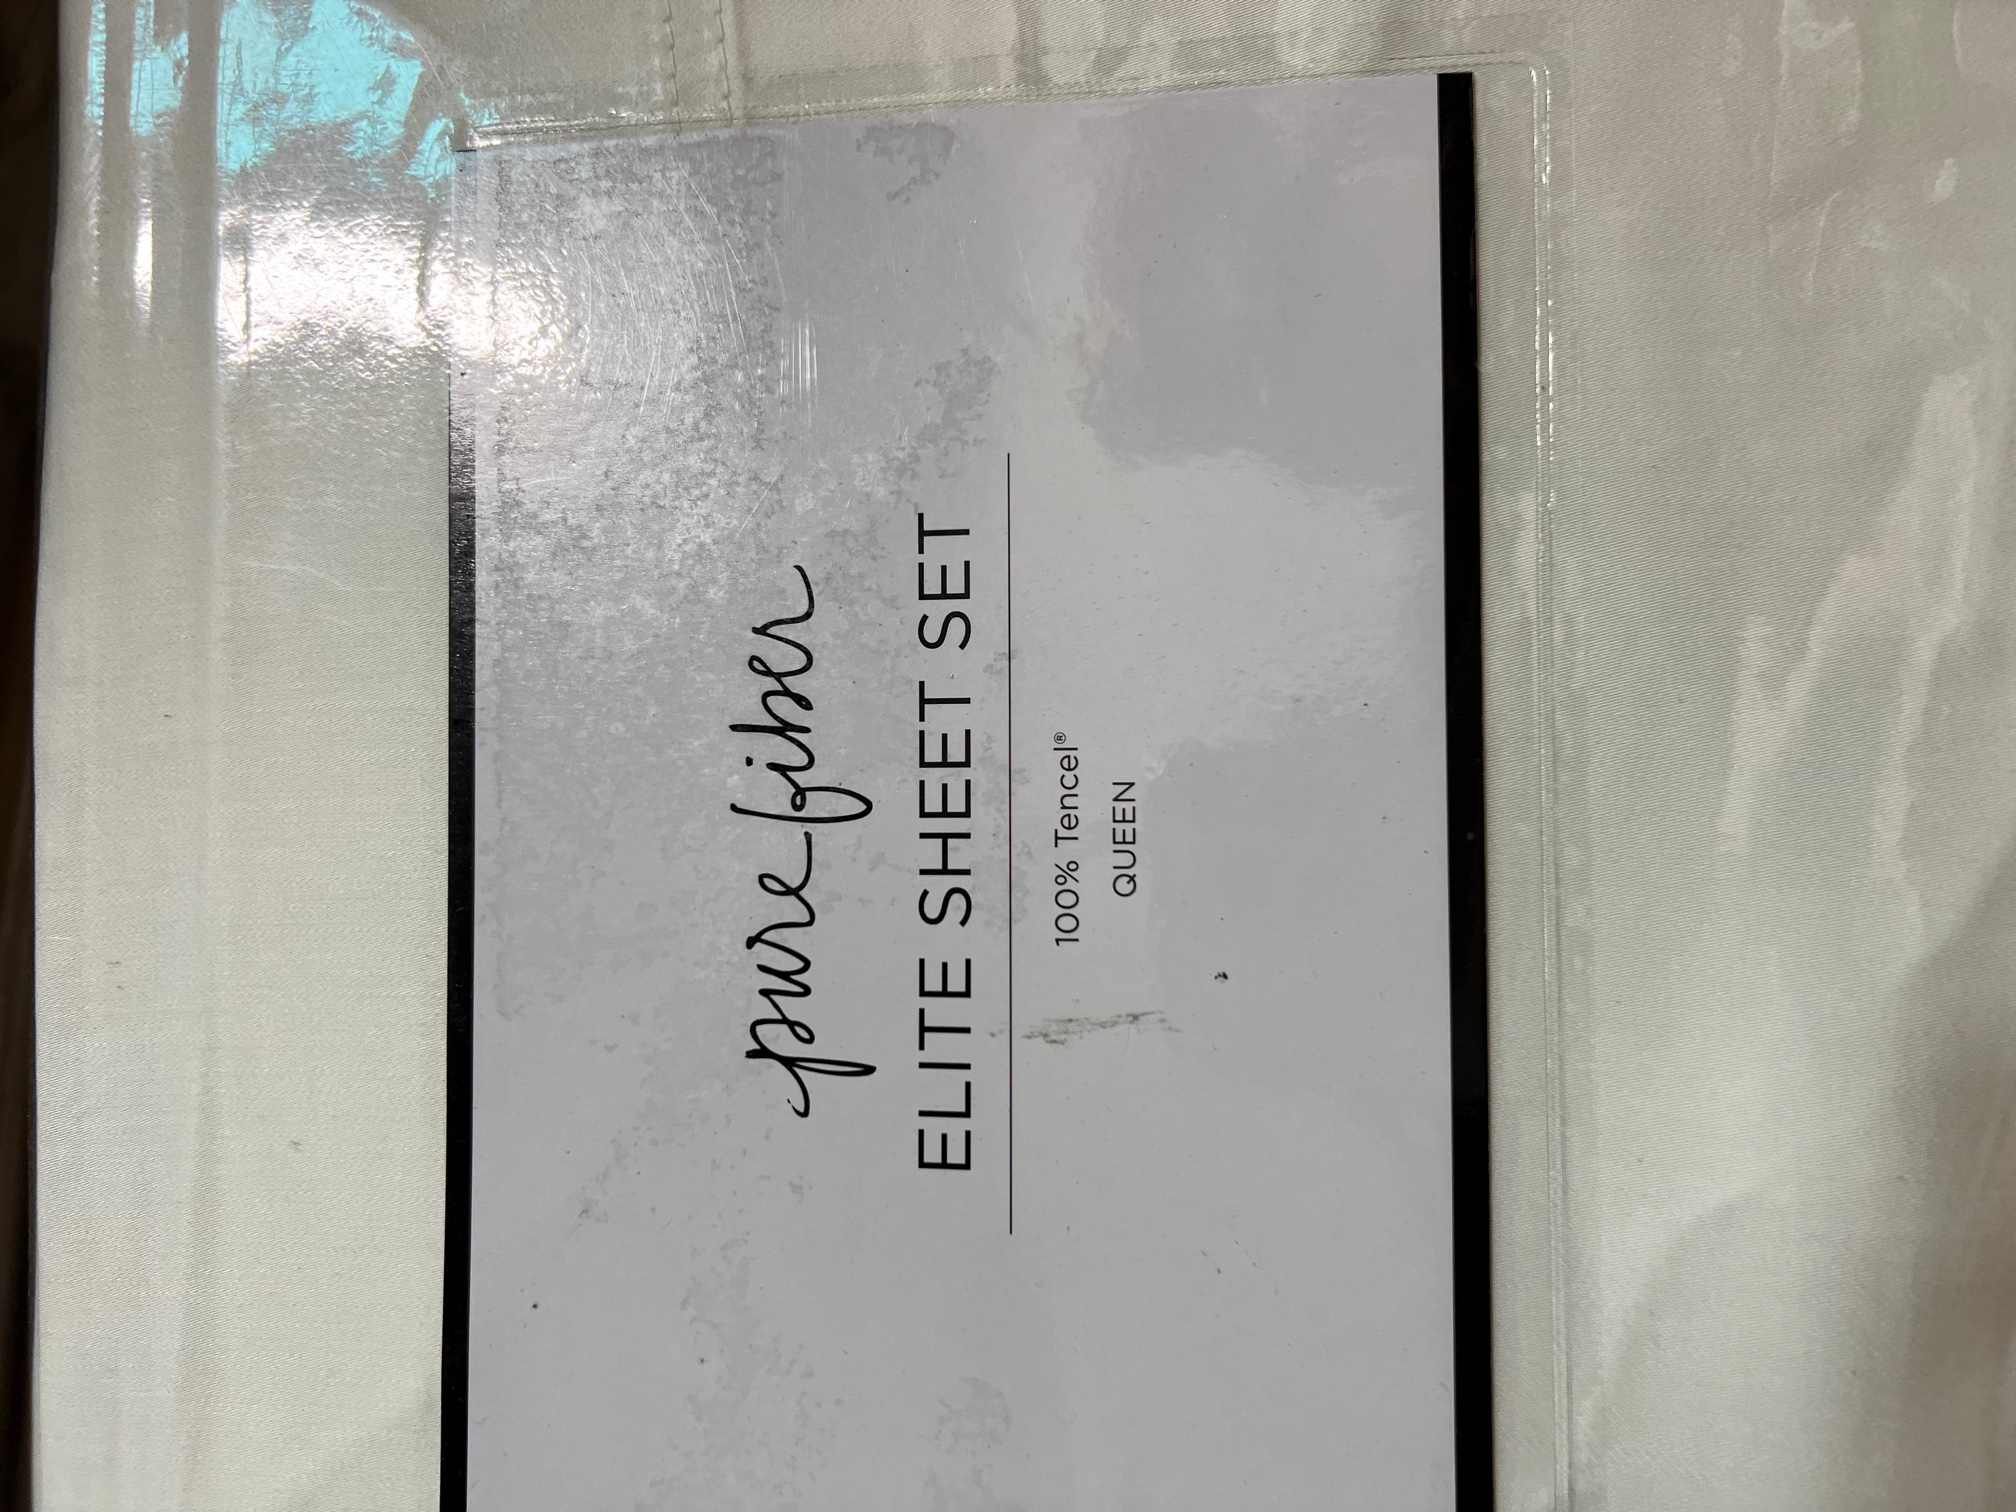 pure fiber
ELITE SHEET SET
100% Tencel®
QUEEN